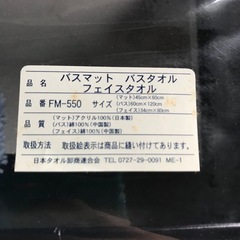 品名 バスマット バスタオル
フェイスタオル
品番 FM-550 サイズ (マット)45cm×65cm
(バス)60cm×120cm
(フェイス)34cm×80cm
品質 (マット)アクリル100%(日本製)
(バス)綿100%(中国製)
(フェイス)綿100%(中国製)
取扱方法 取扱絵表示は商品に縫付けてあります。
日本タオル卸商連合会 TEL 0727-29-0091 ME-1